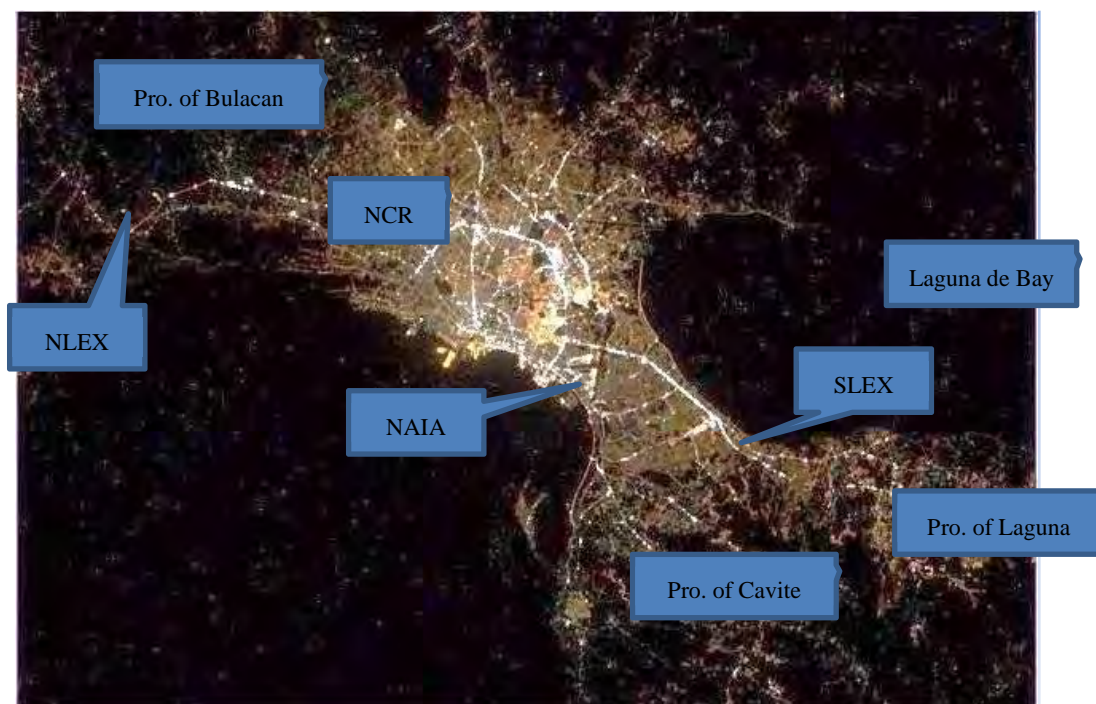 Pro. of Bulacan
NCR
Laguna de Bay
NLEX
SLEX
NAIA
Pro. of Laguna
Pro. of Cavite